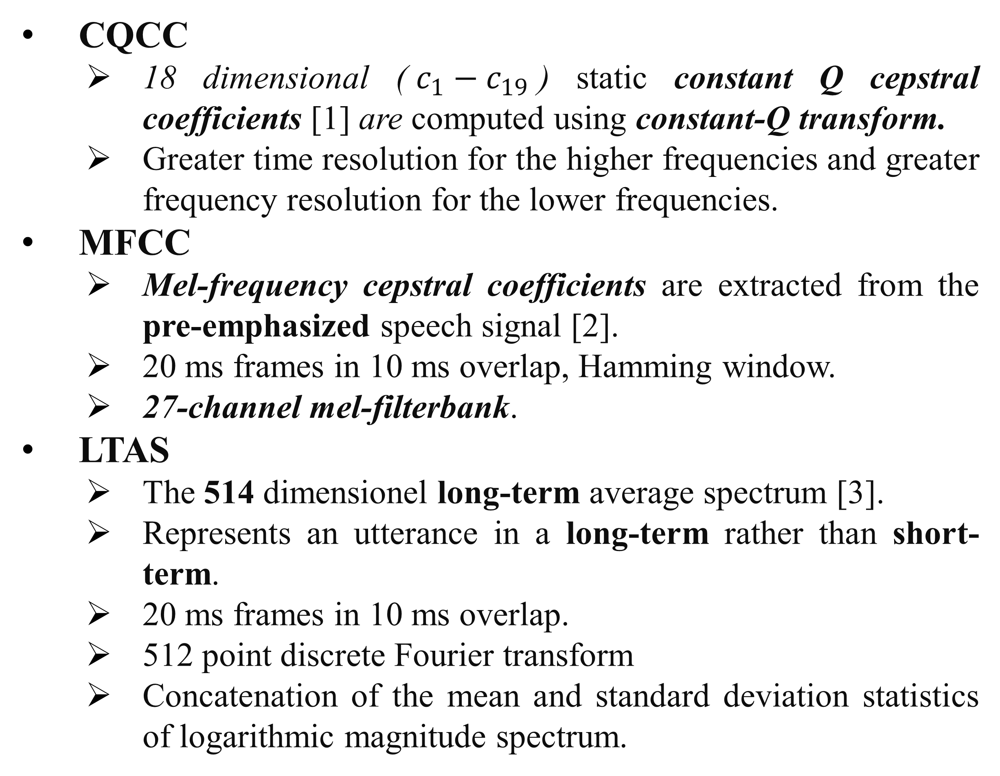 • CQCC
➢ 18 dimensional (c₁ − c₁₉) static constant Q cepstral
coefficients [1] are computed using constant-Q transform.
➢ Greater time resolution for the higher frequencies and greater
frequency resolution for the lower frequencies.
• MFCC
➢ Mel-frequency cepstral coefficients are extracted from the
pre-emphasized speech signal [2].
➢ 20 ms frames in 10 ms overlap, Hamming window.
➢ 27-channel mel-filterbank.
• LTAS
➢ The 514 dimensionel long-term average spectrum [3].
➢ Represents an utterance in a long-term rather than short-
term.
➢ 20 ms frames in 10 ms overlap.
➢ 512 point discrete Fourier transform
➢ Concatenation of the mean and standard deviation statistics
of logarithmic magnitude spectrum.